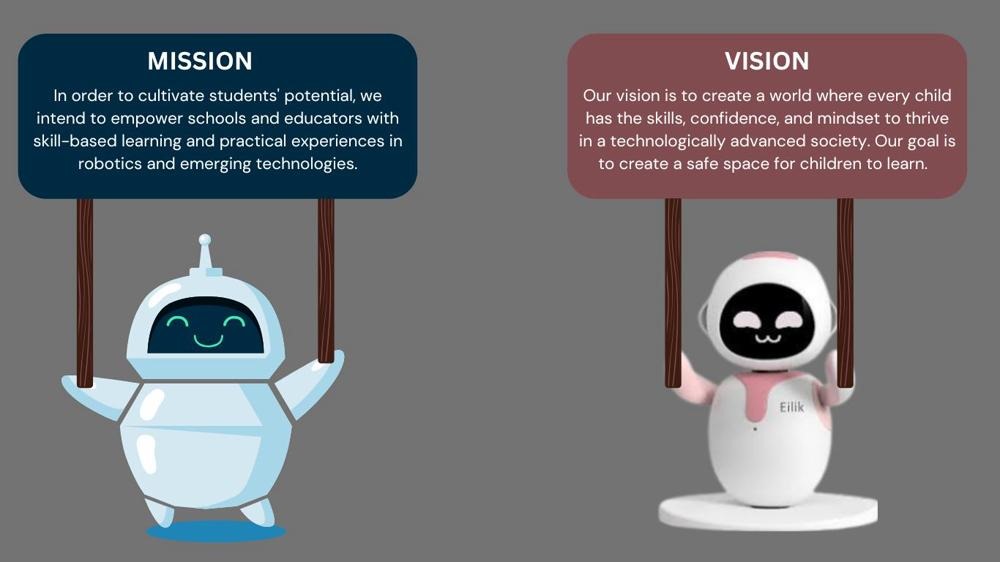 MISSION
In order to cultivate students' potential, we
intend to empower schools and educators with
skill-based learning and practical experiences in
robotics and emerging technologies.
VISION
Our vision is to create a world where every child
has the skills, confidence, and mindset to thrive
in a technologically advanced society. Our goal is
to create a safe space for children to learn.
Eilik